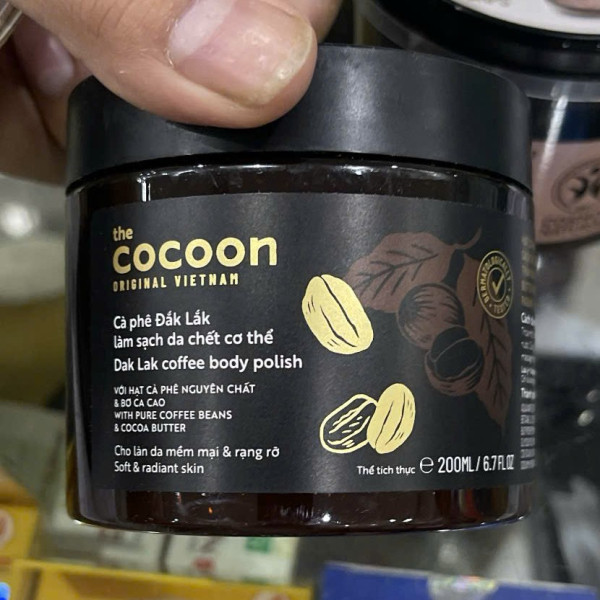 the
cocoon
ORIGINAL VIETNAM
Cà phê Đắk Lắk
làm sạch da chết cơ thể
Dak Lak coffee body polish
VỚI HẠT CÀ PHÊ NGUYÊN CHẤT
& BƠ CA CAO
WITH PURE COFFEE BEANS
& COCOA BUTTER
Cho làn da mềm mại & rạng rỡ
Soft & radiant skin
Thể tích thực ℮ 200ML / 6.7 FL OZ
DERMATOLOGICALLY
TESTED